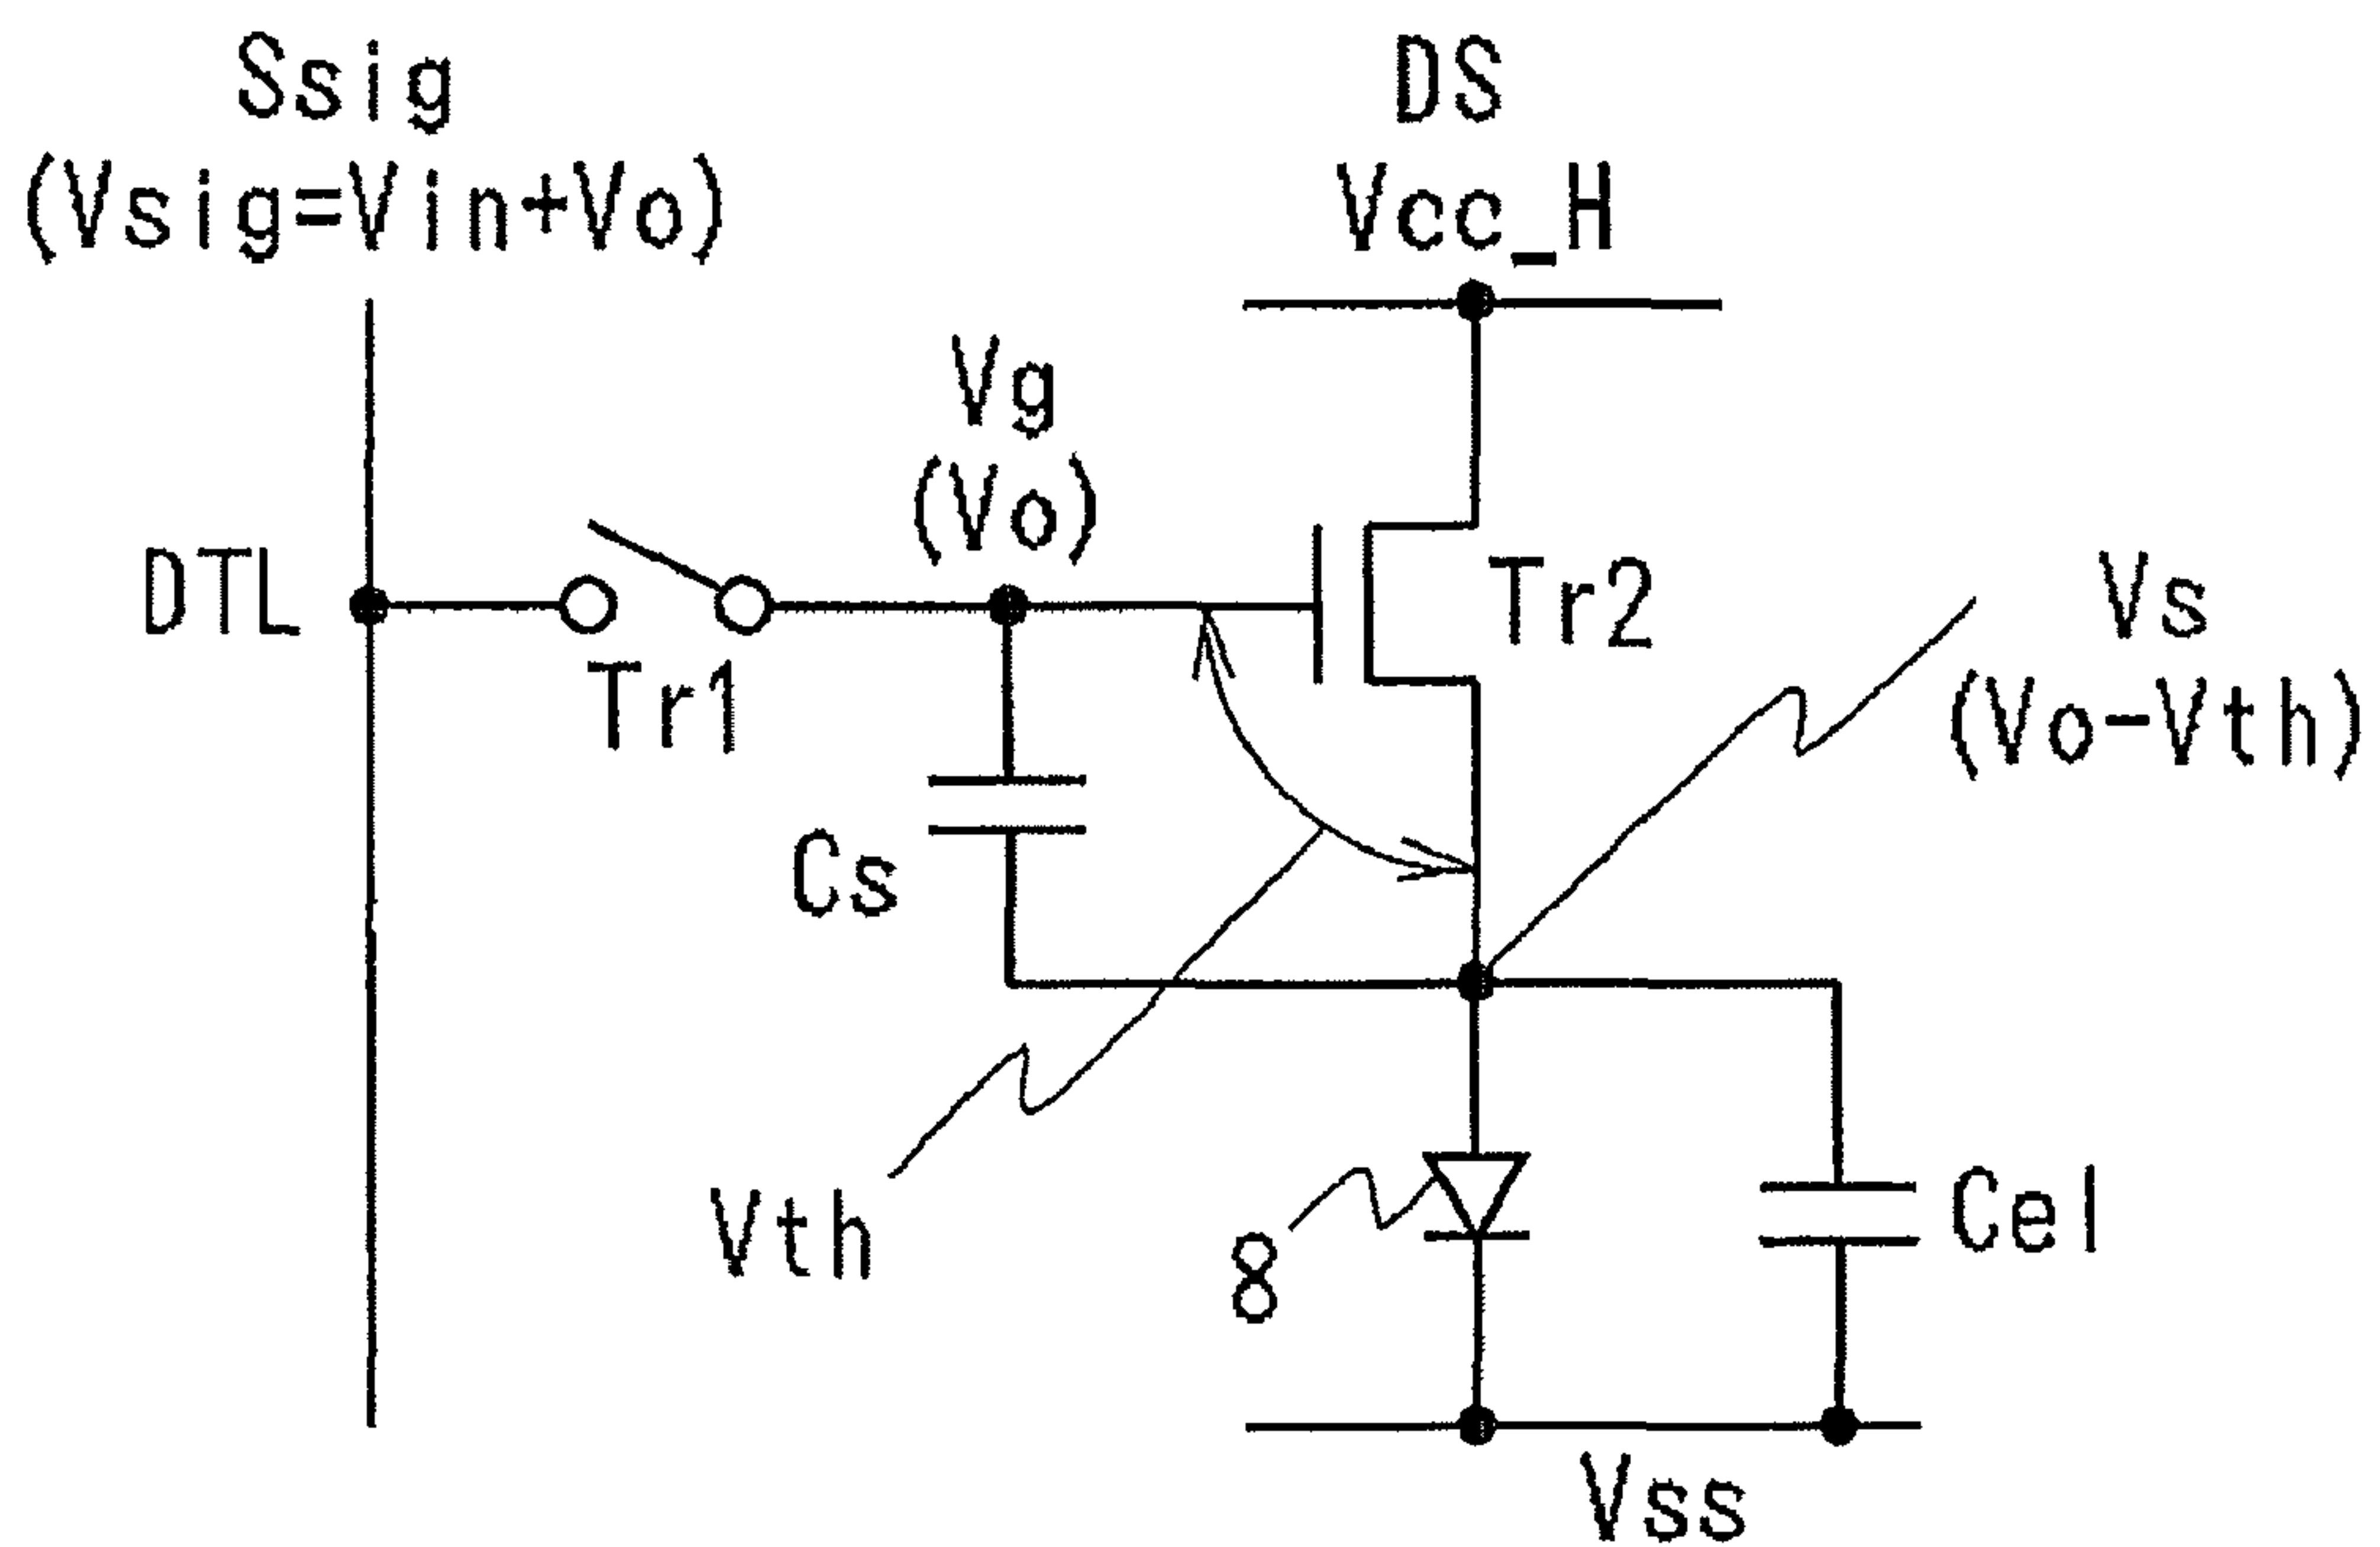 Ssig
(Vsig=Vin+Vo)
DS
Vcc_H
Vg
(Vo)
DTL
Tr1
Tr2
Vs
(Vo-Vth)
Cs
Vth
8
Cel
Vss